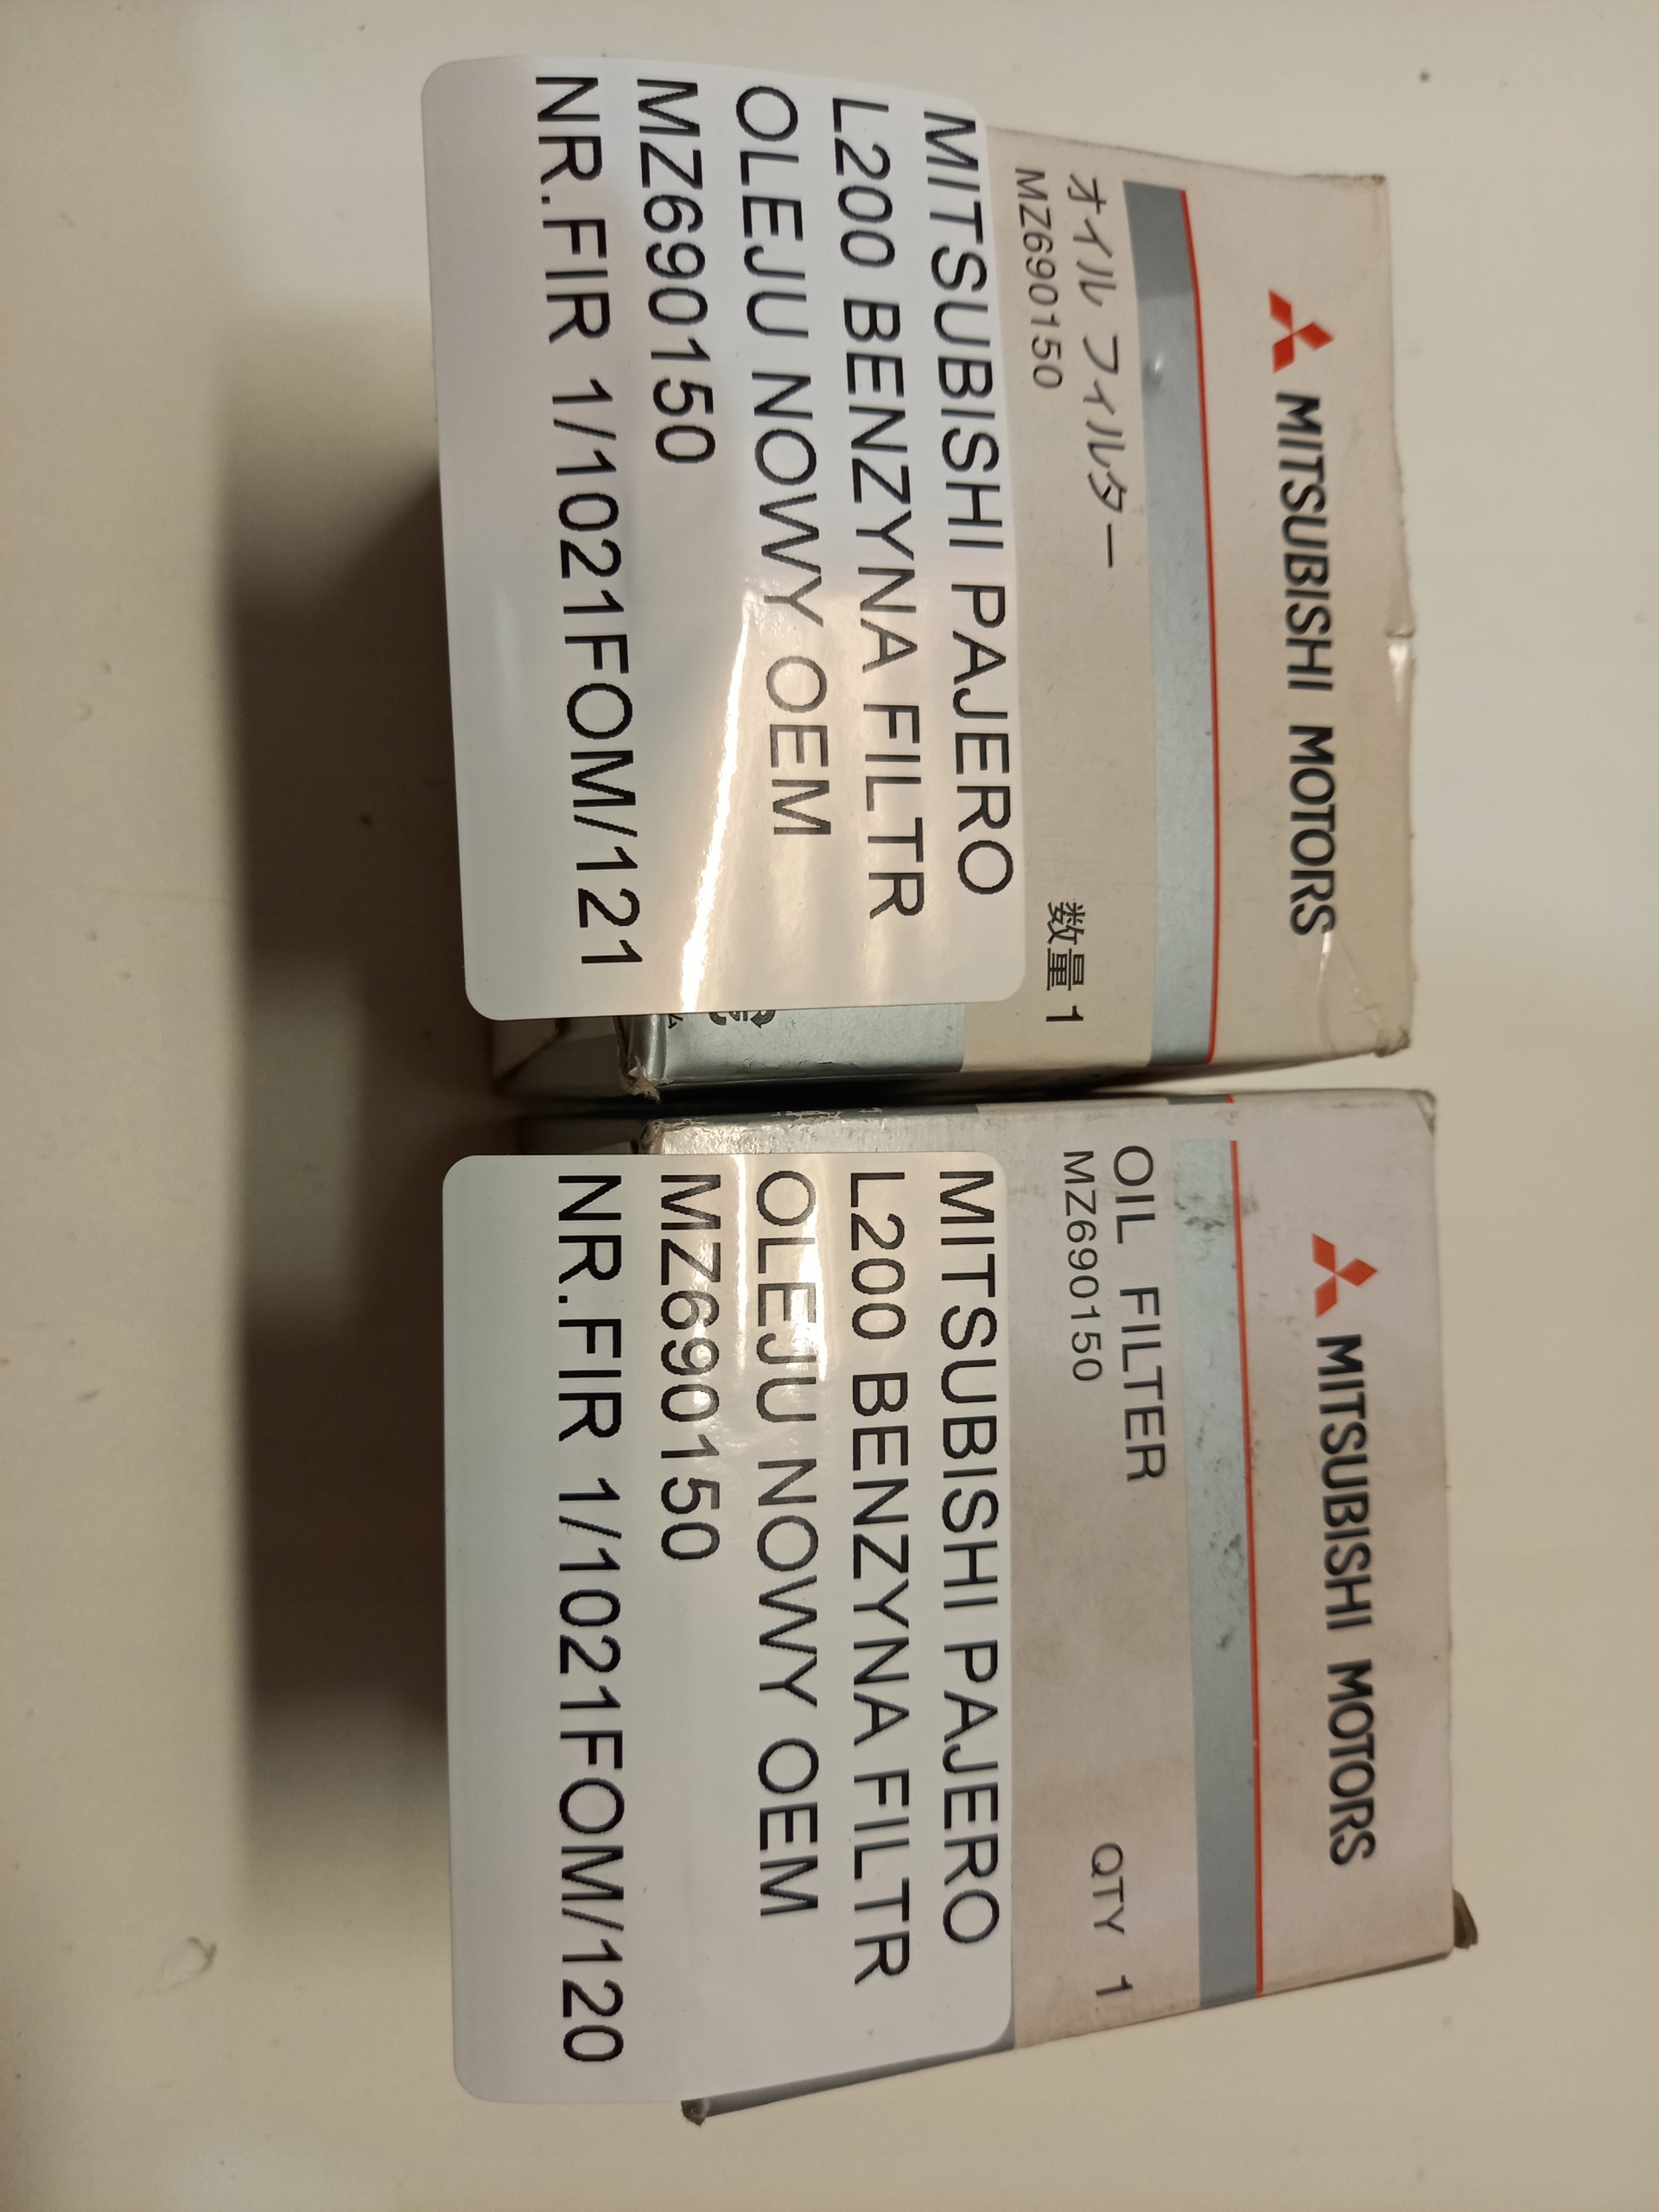 MITSUBISHI MOTORS
オイル フィルター
MZ690150
数量 1
MITSUBISHI PAJERO
L200 BENZYNA FILTR
OLEJU NOWY OEM
MZ690150
NR.FIR 1/1021FOM/121
MITSUBISHI MOTORS
OIL FILTER
MZ690150
QTY 1
MITSUBISHI PAJERO
L200 BENZYNA FILTR
OLEJU NOWY OEM
MZ690150
NR.FIR 1/1021FOM/120